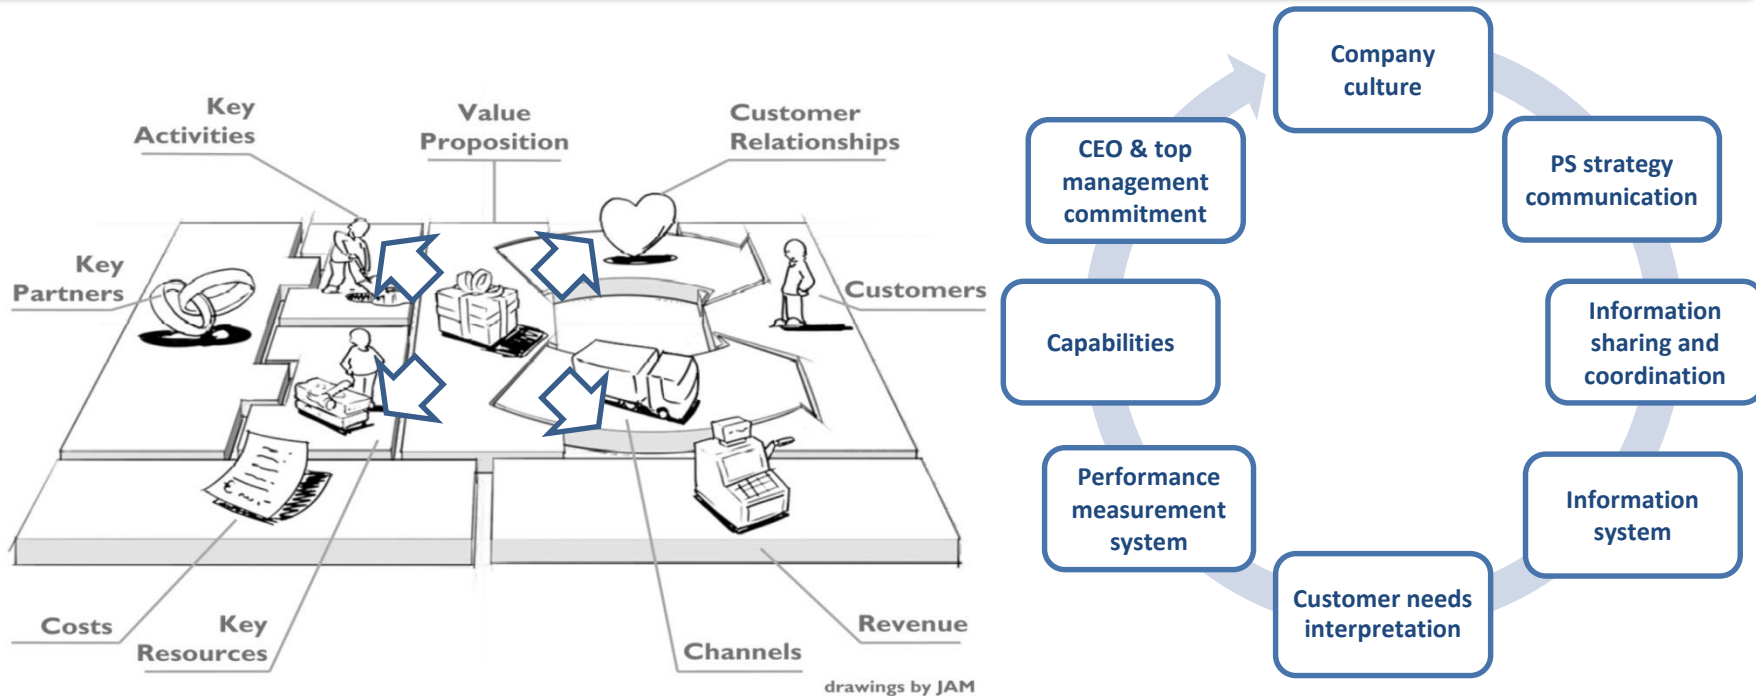 Key
Activities
Value
Proposition
Customer
Relationships
Key
Partners
Customers
Costs
Key
Resources
Channels
Revenue
drawings by JAM
Company
culture
PS strategy
communication
Information
sharing and
coordination
Information
system
Customer needs
interpretation
Performance
measurement
system
Capabilities
CEO & top
management
commitment